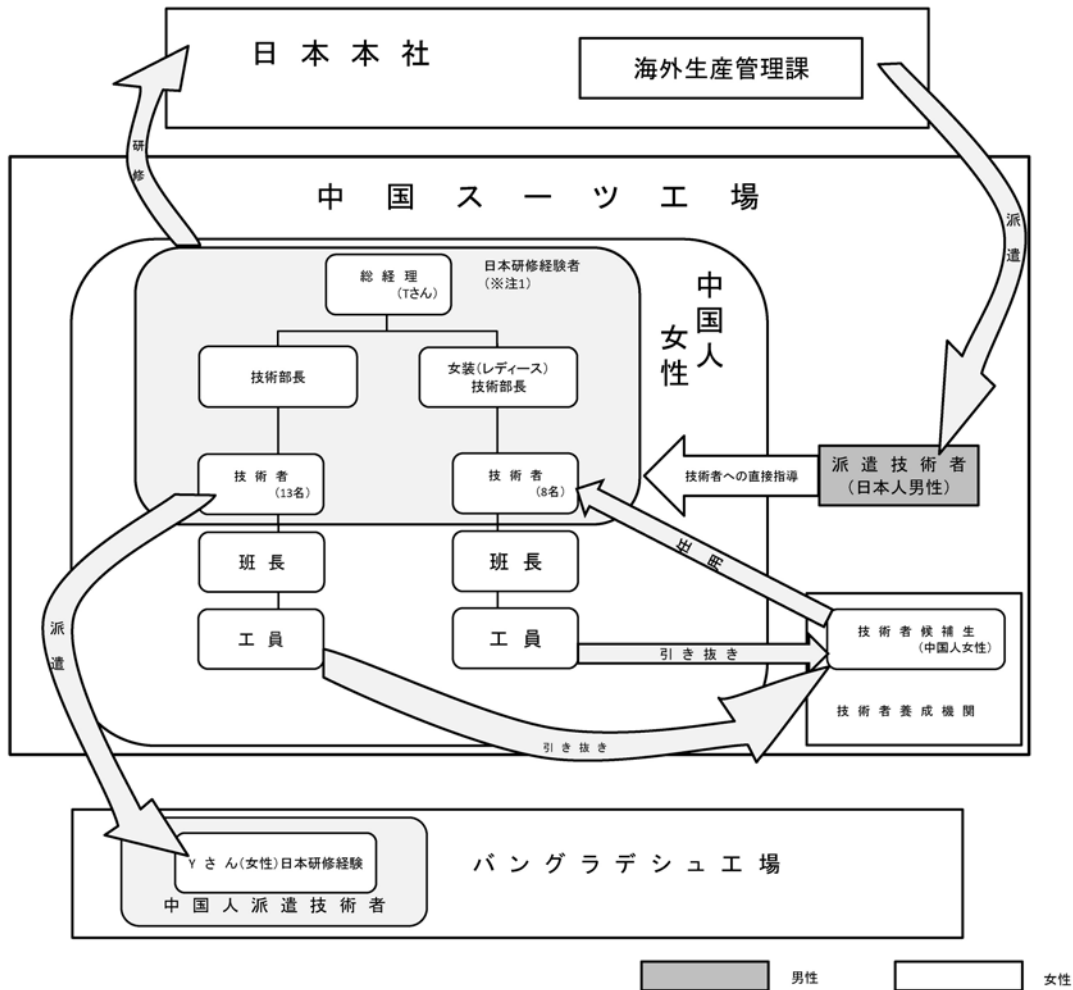 日本本社
海外生産管理課
研修
派遣
中国スーツ工場
日本研修経験者
(※注1)
総経理
(Tさん)
中国人
女性
技術部長
女装(レディース)
技術部長
技術者
(13名)
技術者
(8名)
技術者への直接指導
派遣技術者
(日本人男性)
班長
班長
任用
工員
工員
引き抜き
技術者候補生
(中国人女性)
技術者養成機関
引き抜き
派遣
Yさん(女性)日本研修経験
中国人派遣技術者
バングラデシュ工場
男性
女性